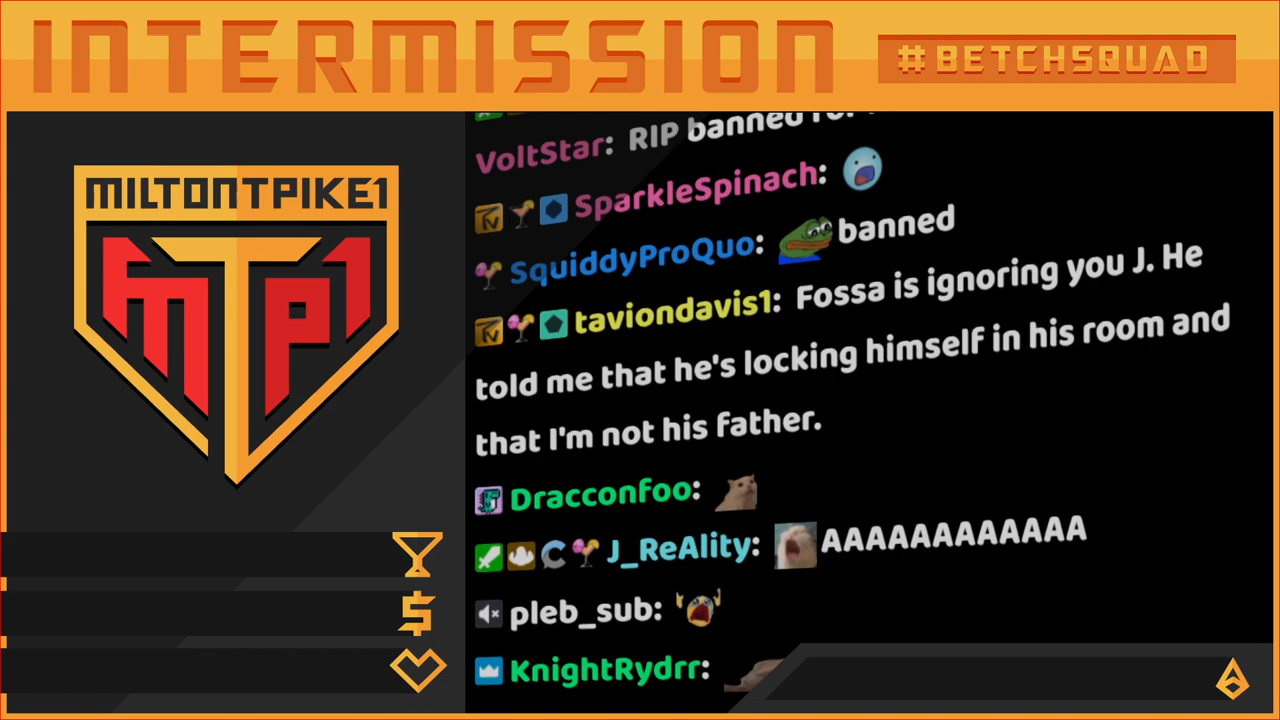 INTERMISSION
#BETCHSQUAD
MILTONTPIKE1
MTP1
VoltStar: RIP banned
SparkleSpinach:
SquiddyProQuo: banned
taviondavis1: Fossa is ignoring you J. He
told me that he's locking himself in his room and
that I'm not his father.
Dracconfoo:
J_ReAlity: AAAAAAAAAAAA
pleb_sub:
KnightRydrr: